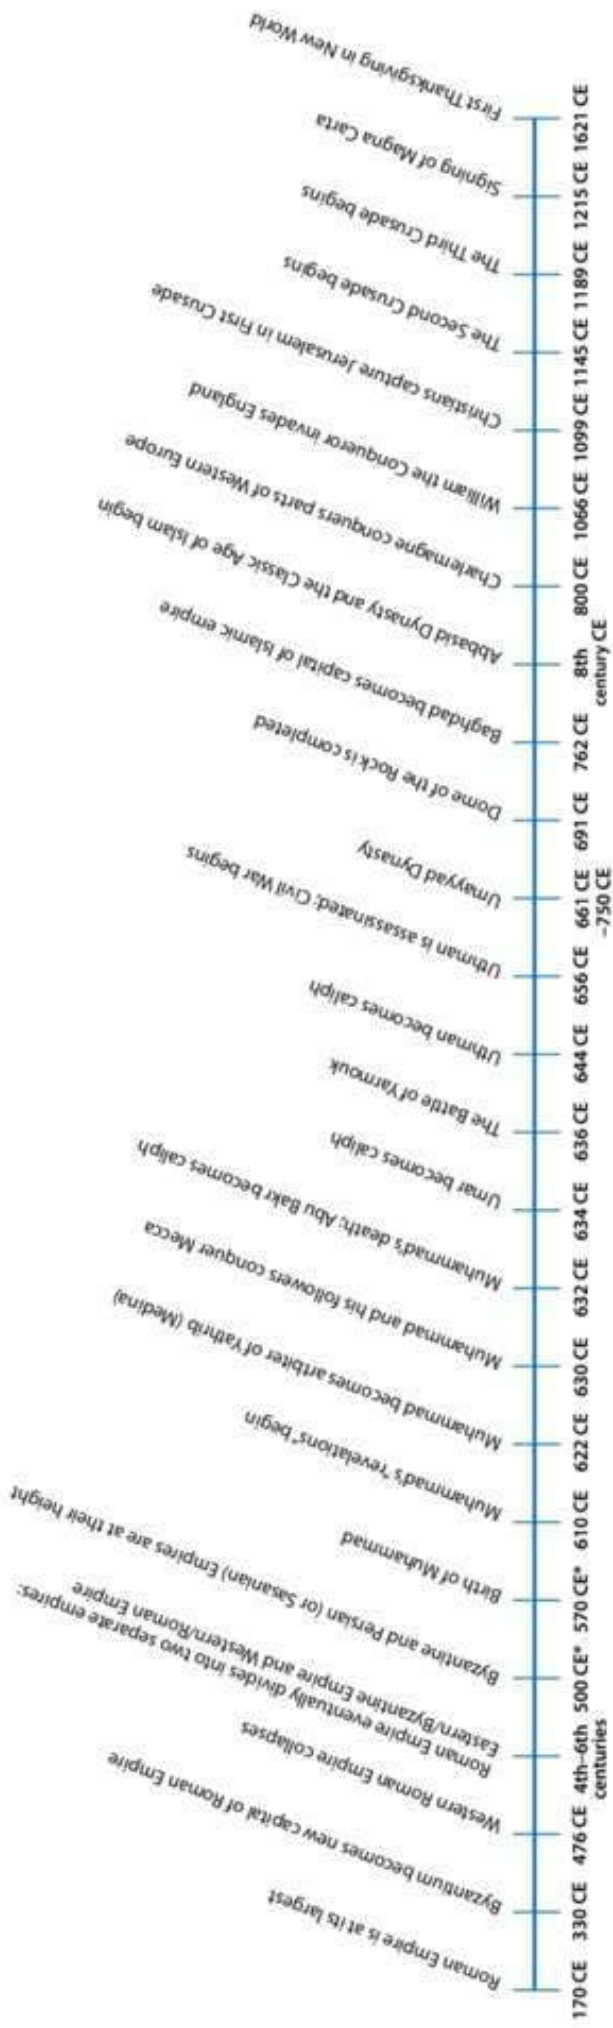 Roman Empire is at its largest
170 CE
Byzantium becomes new capital of Roman Empire
330 CE
Western Roman Empire collapses
476 CE
Roman Empire eventually divides into two separate empires:
Eastern/Byzantine Empire and Western/Roman Empire
4th–6th
centuries
Byzantine and Persian (or Sasanian) Empires are at their height
500 CE*
Birth of Muhammad
570 CE*
Muhammad's "revelations" begin
610 CE
Muhammad becomes artbiter of Yathrib (Medina)
622 CE
Muhammad and his followers conquer Mecca
630 CE
Muhammad's death; Abu Bakr becomes caliph
632 CE
Umar becomes caliph
634 CE
The Battle of Yarmouk
636 CE
Uthman becomes caliph
644 CE
Uthman is assassinated; Civil War begins
656 CE
Umayyad Dynasty
661 CE
–750 CE
Dome of the Rock is completed
691 CE
Baghdad becomes capital of Islamic empire
762 CE
Abbasid Dynasty and the Classic Age of Islam begin
8th
century CE
Charlemagne conquers parts of Western Europe
800 CE
William the Conqueror invades England
1066 CE
Christians capture Jerusalem in First Crusade
1099 CE
The Second Crusade begins
1145 CE
The Third Crusade begins
1189 CE
Signing of Magna Carta
1215 CE
First Thanksgiving in New World
1621 CE